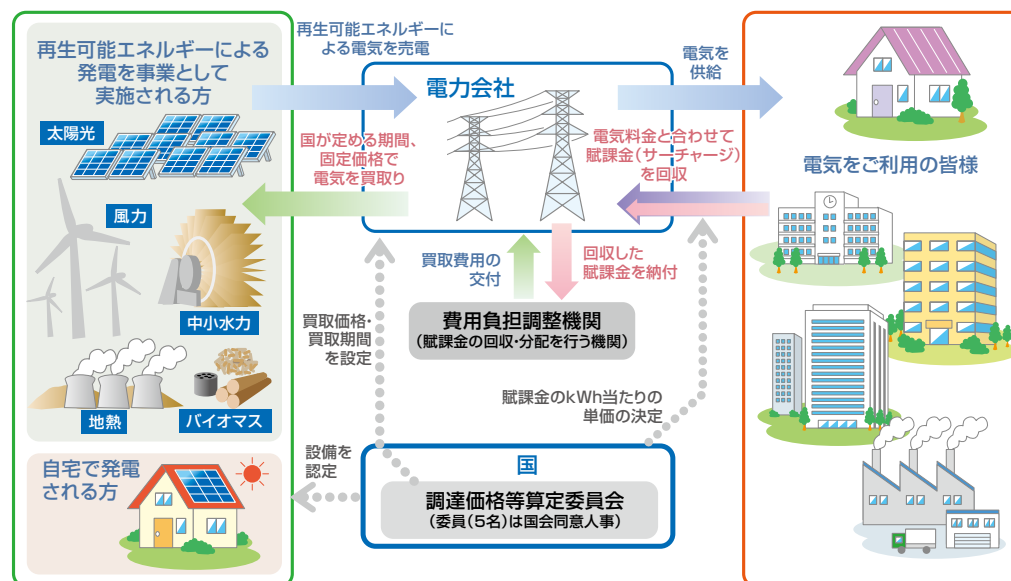 再生可能エネルギーによる
発電を事業として
実施される方
太陽光
風力
中小水力
地熱
バイオマス
自宅で発電
される方
再生可能エネルギーに
よる電気を売電
電力会社
国が定める期間、
固定価格で
電気を買取り
電気を
供給
電気料金と合わせて
賦課金(サーチャージ)
を回収
買取費用の
交付
回収した
賦課金を納付
費用負担調整機関
(賦課金の回収・分配を行う機関)
買取価格・
買取期間
を設定
賦課金のkWh当たりの
単価の決定
設備を
認定
国
調達価格等算定委員会
(委員(5名)は国会同意人事)
電気をご利用の皆様